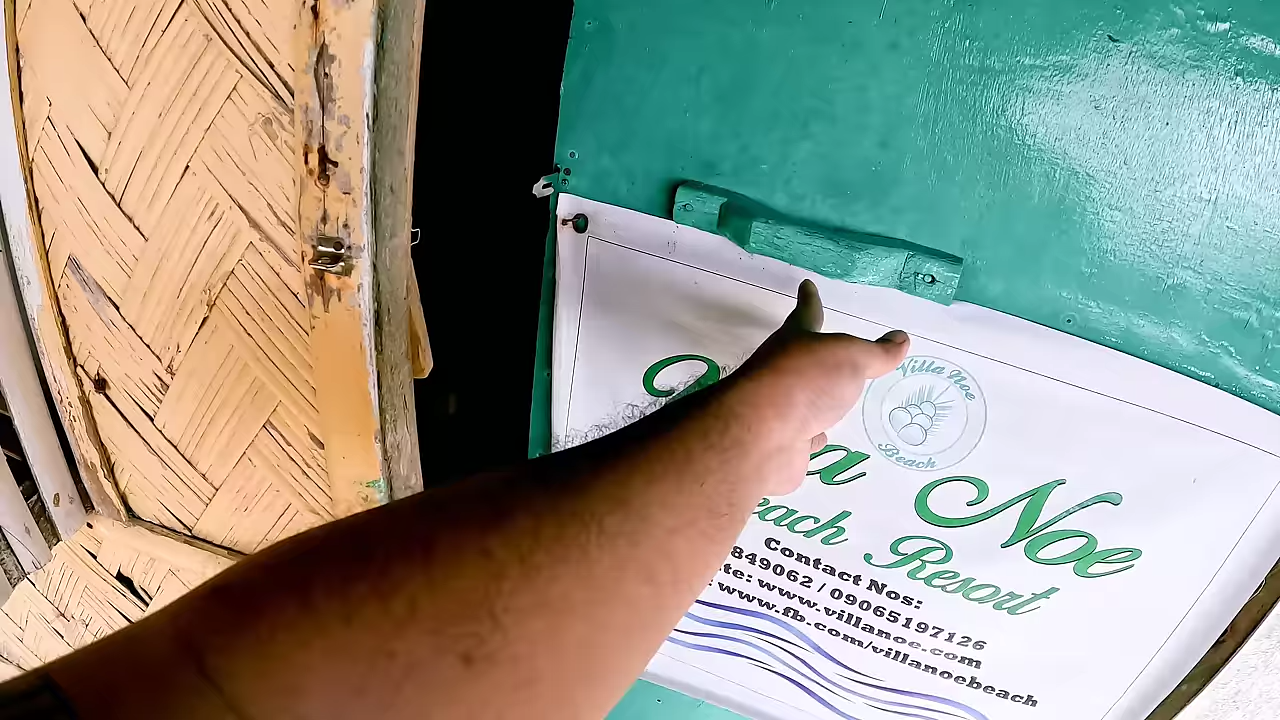 Villa Noe
Beach
a Noe
each Resort
Contact Nos:
849062 / 09065197126
te: www.villanoe.com
www.fb.com/villanoebeach